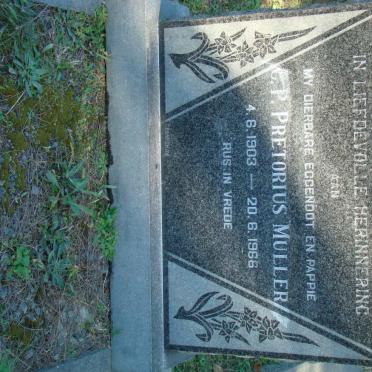 IN LIEFDEVOLLE HERINNERING
AAN
MY DIERBARE EGGENOOT EN PAPPIE
PRETORIUS MULLER
4.6.1903 — 20.6.1966
RUS IN VREDE